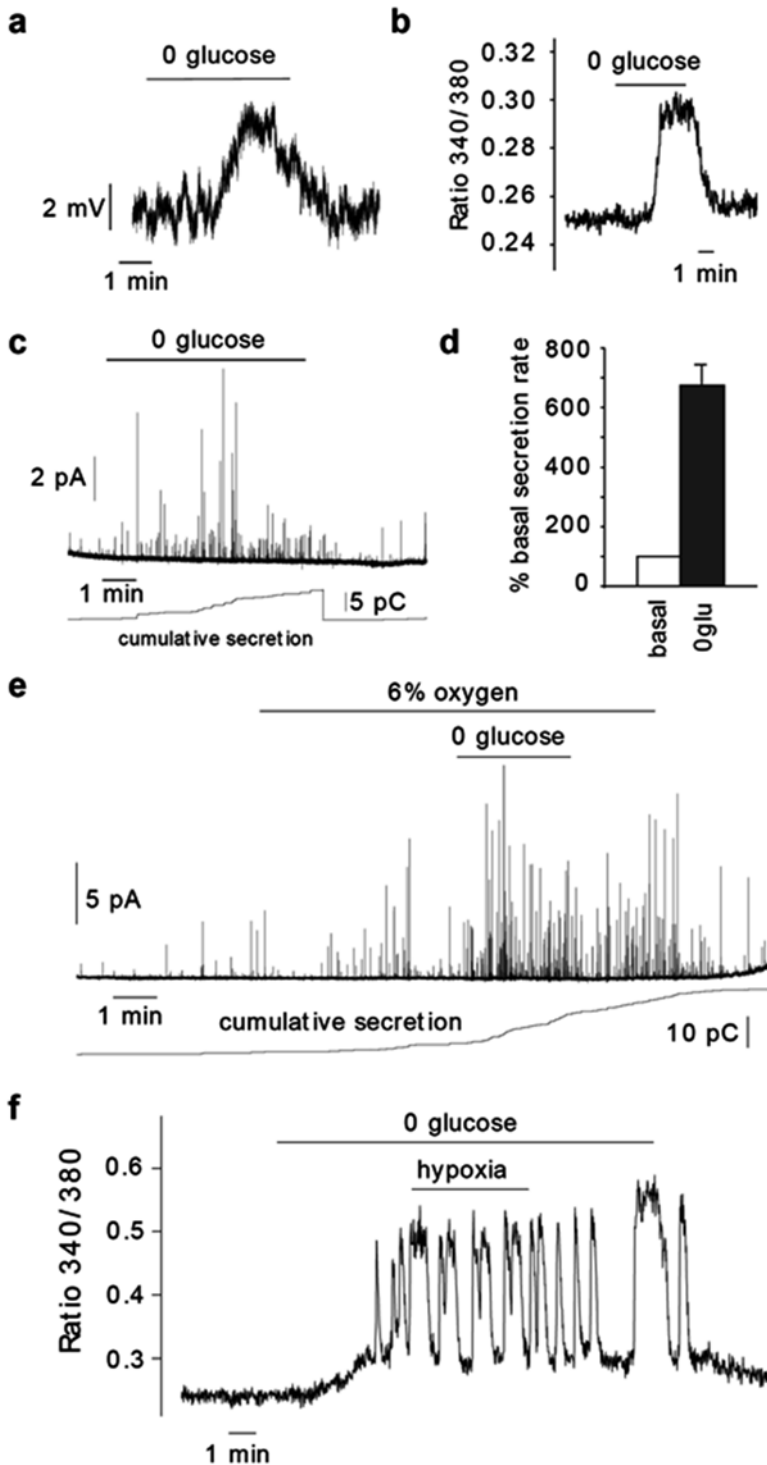 a
0 glucose
2 mV
1 min
b
Ratio 340/380
0.32
0.30
0.28
0.26
0.24
0 glucose
1 min
c
0 glucose
2 pA
1 min
5 pC
cumulative secretion
d
% basal secretion rate
800
600
400
200
0
basal
0glu
e
6% oxygen
0 glucose
5 pA
1 min
cumulative secretion
10 pC
f
0 glucose
hypoxia
Ratio 340/380
0.6
0.5
0.4
0.3
1 min